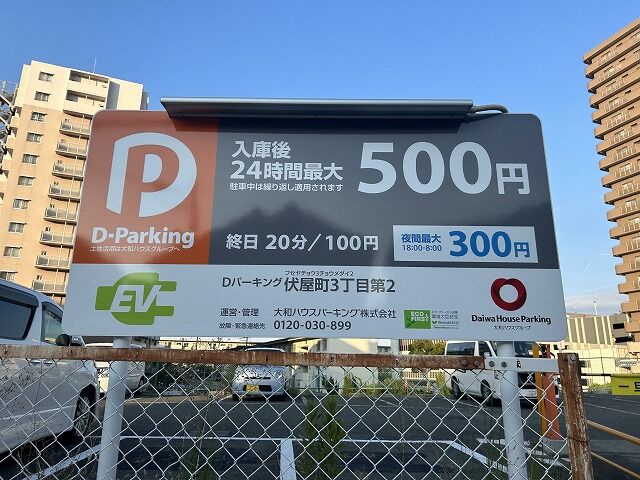 D-Parking
土地活用は大和ハウスグループへ
入庫後
24時間最大
500円
駐車中は繰り返し適用されます
終日 20分/100円
夜間最大
18:00-8:00
300円
EV
フセヤチョウ3チョウメダイ2
Dパーキング 伏屋町3丁目第2
運営・管理 大和ハウスパーキング株式会社
故障・緊急連絡先 0120-030-899
ECO FIRST
Daiwa House Parking
大和ハウスグループ